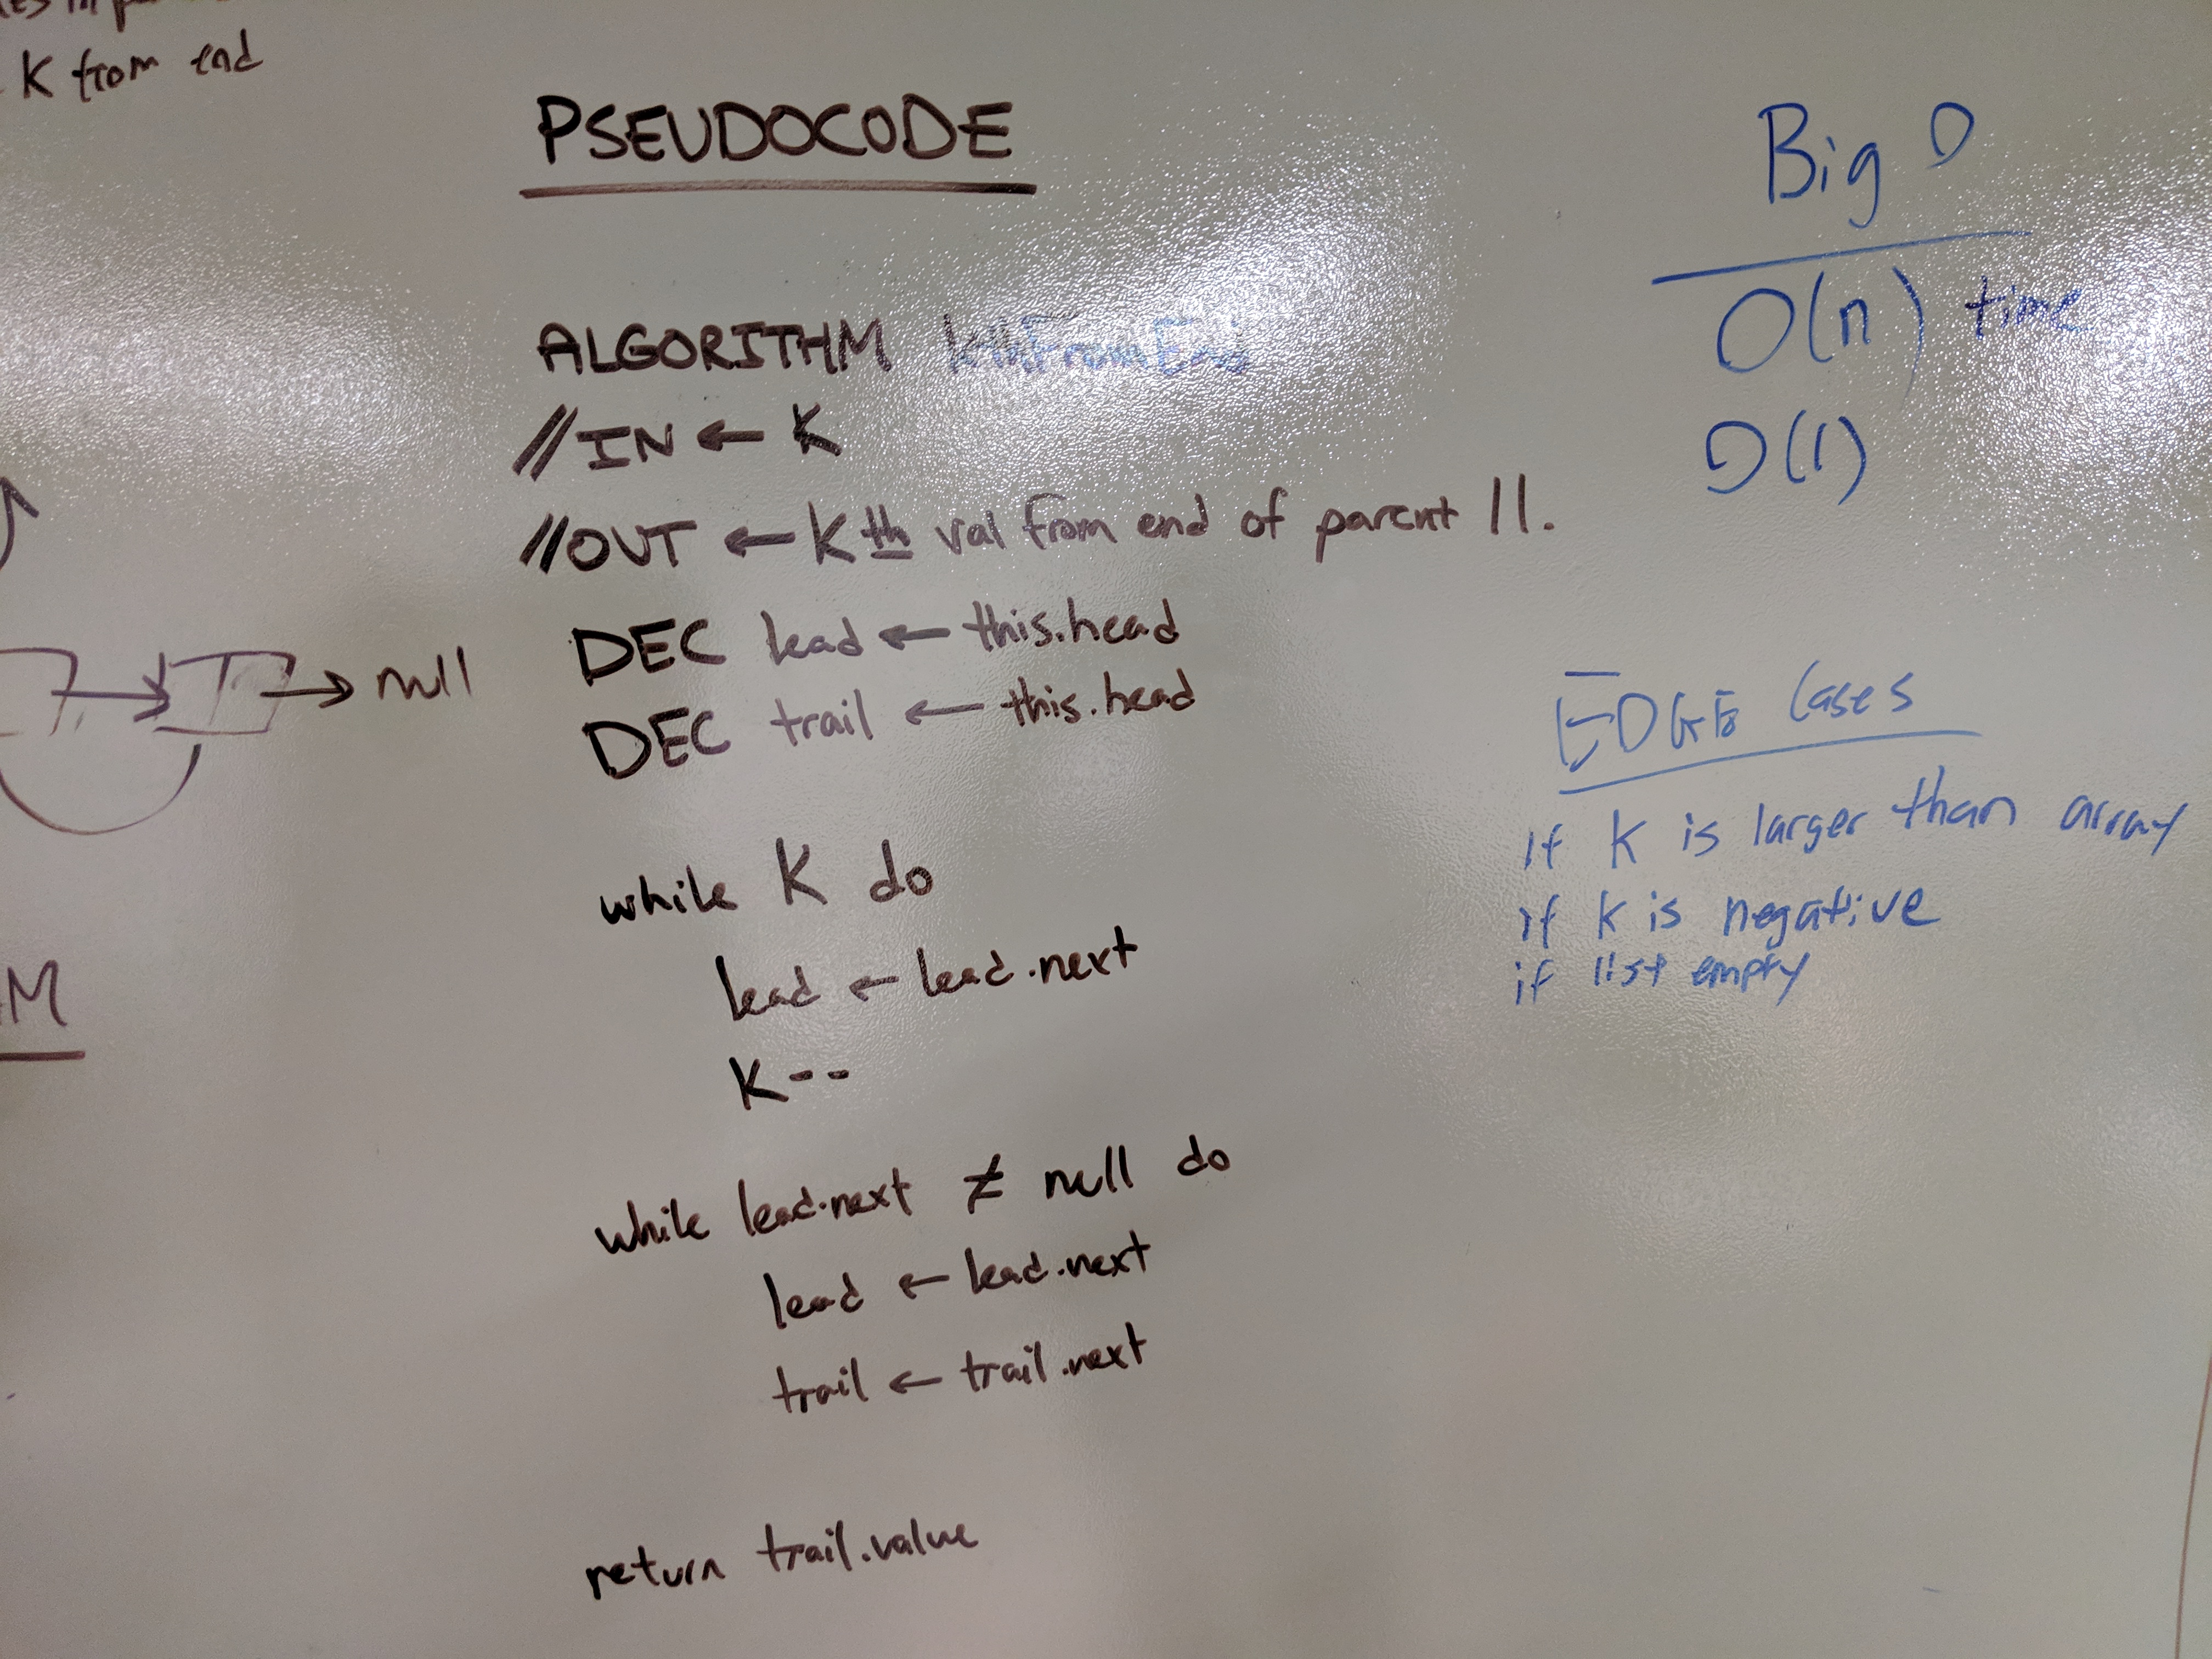 K from end
null
M
PSEUDOCODE
ALGORITHM kthFromEnd
//IN ← K
//OUT ← Kth val from end of parent ll.
DEC lead ← this.head
DEC trail ← this.head
while K do
lead ← lead.next
K--
while lead.next ≠ null do
lead ← lead.next
trail ← trail.next
return trail.value
Big O
O(n) time
O(1)
EDGE Cases
If K is larger than array
if K is negative
if list empty